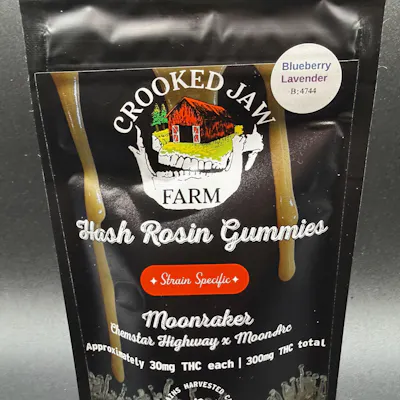 Blueberry
Lavender
B:4744
CROOKED JAW
FARM
Hash Rosin Gummies
Strain Specific
Moonraker
Chemstar Highway x MoonArc
Approximately 30mg THC each | 300mg THC total
HARVESTED